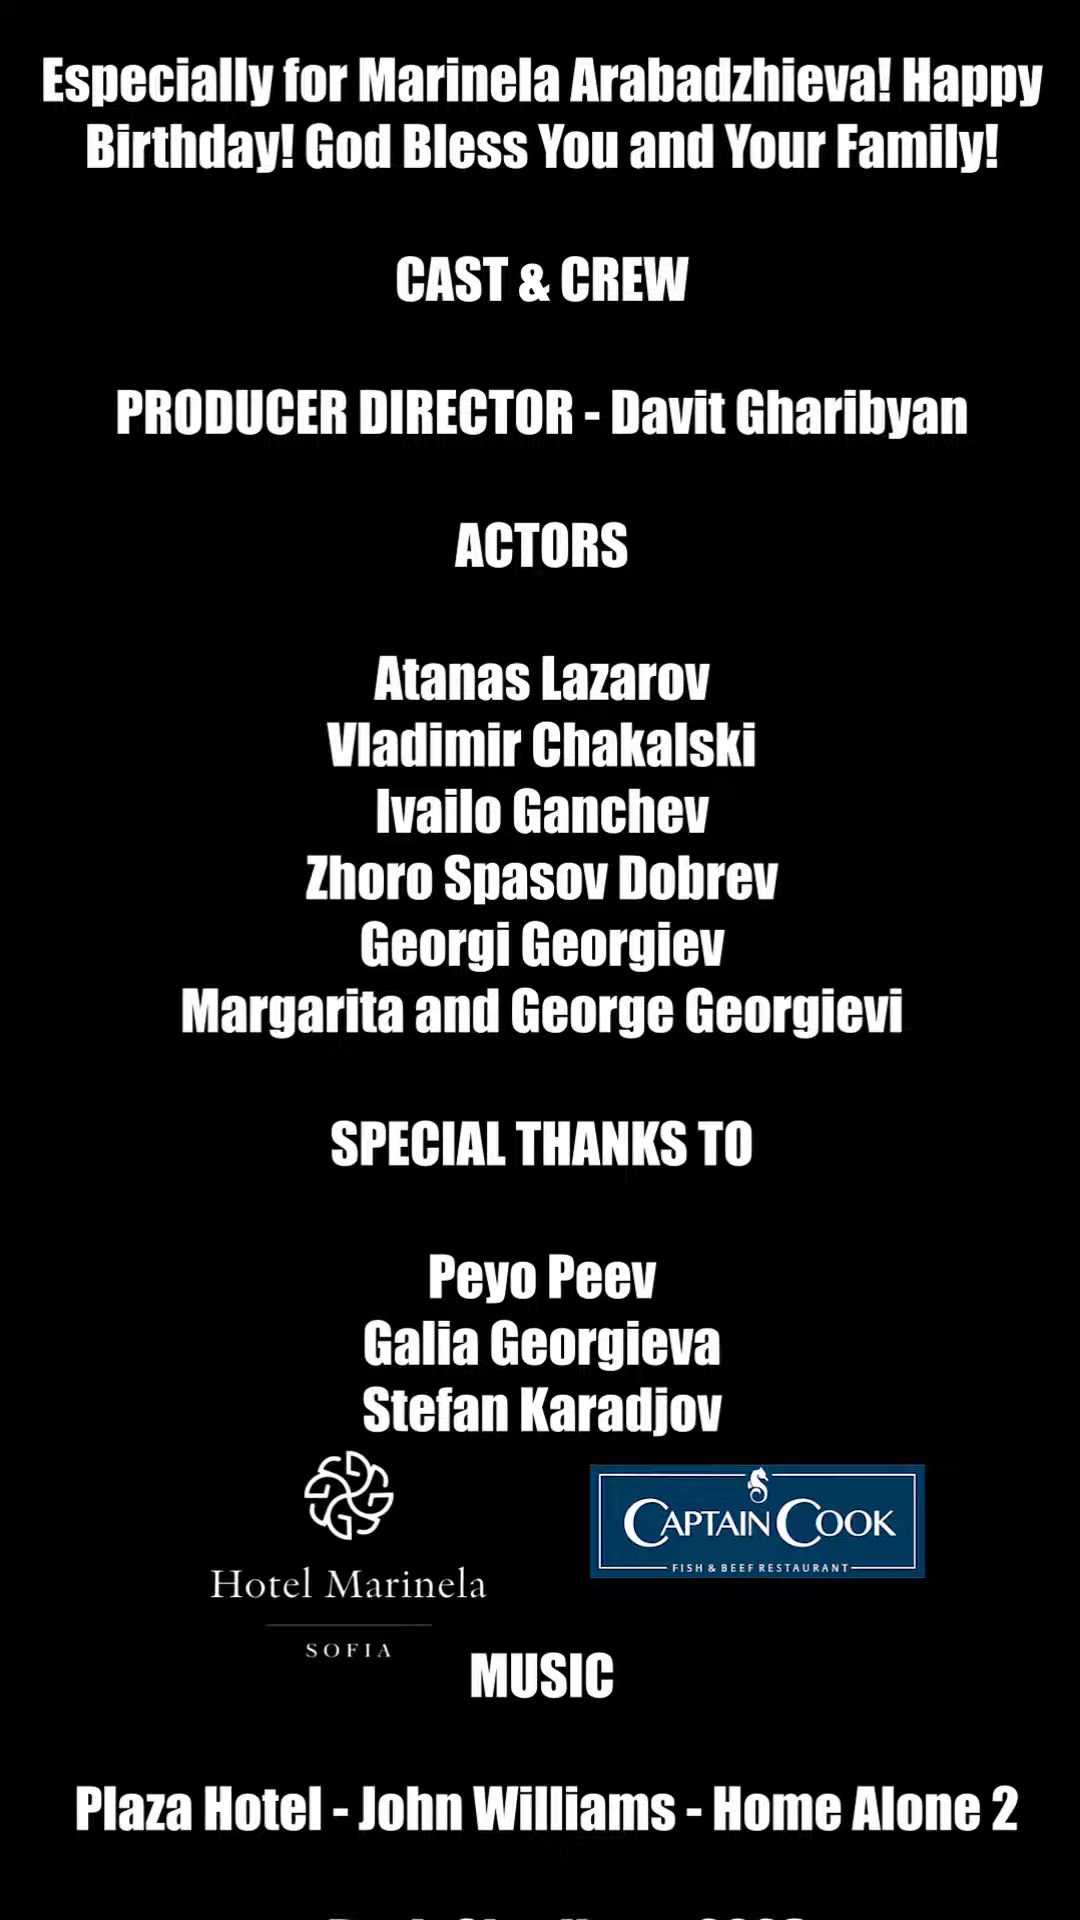 Especially for Marinela Arabadzhieva! Happy
Birthday! God Bless You and Your Family!
CAST & CREW
PRODUCER DIRECTOR - Davit Gharibyan
ACTORS
Atanas Lazarov
Vladimir Chakalski
Ivailo Ganchev
Zhoro Spasov Dobrev
Georgi Georgiev
Margarita and George Georgievi
SPECIAL THANKS TO
Peyo Peev
Galia Georgieva
Stefan Karadjov
Hotel Marinela
SOFIA
CAPTAIN COOK
FISH & BEEF RESTAURANT
MUSIC
Plaza Hotel - John Williams - Home Alone 2